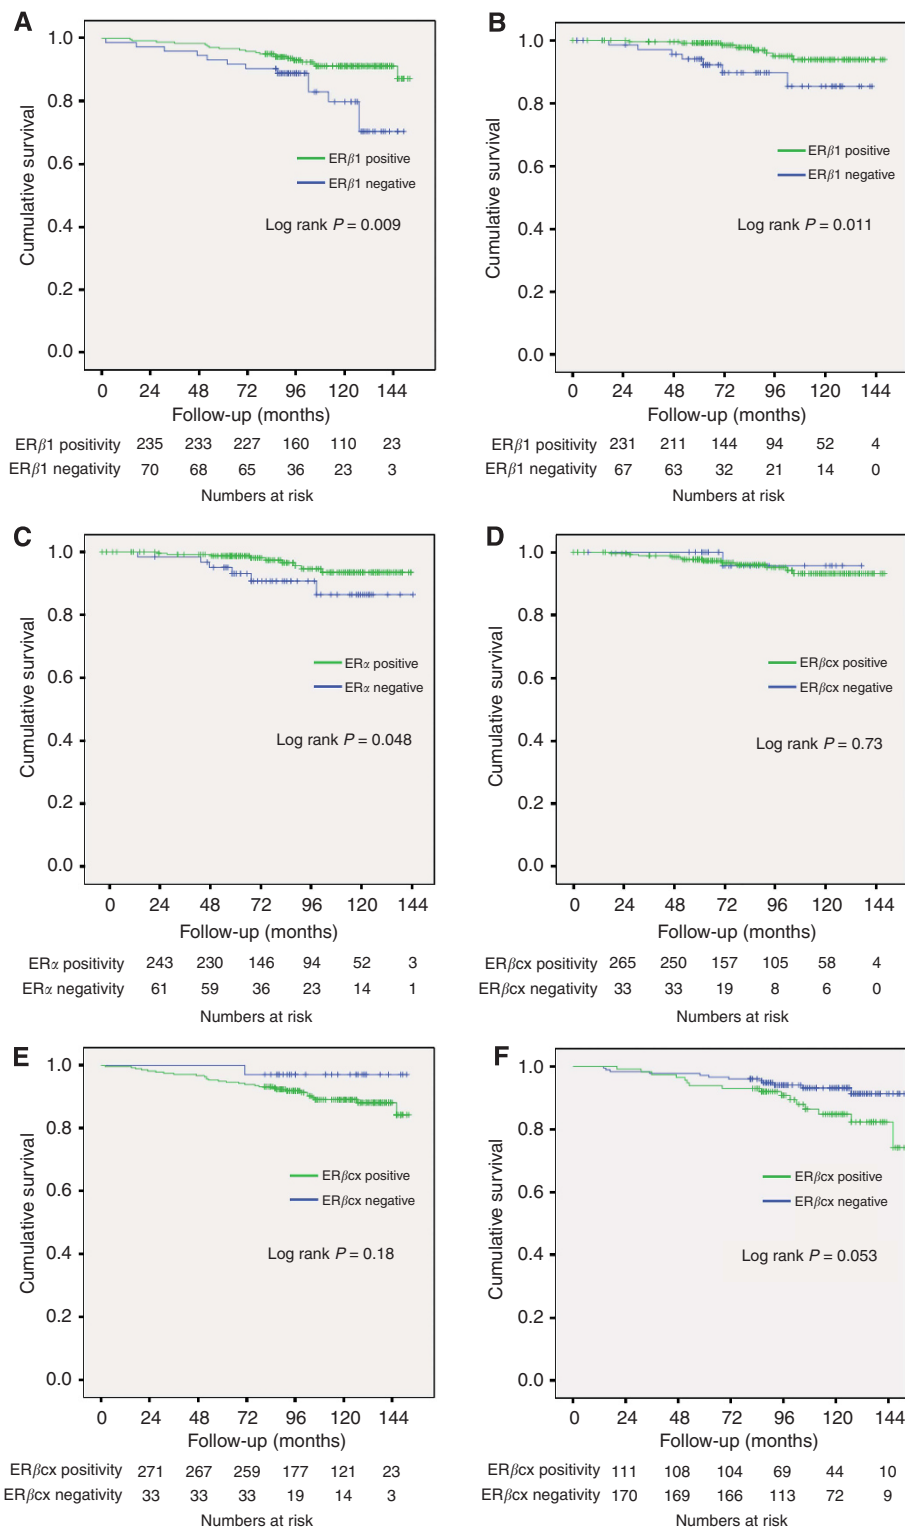 A
1.0
0.8
0.6
0.4
0.2
0.0
Cumulative survival
ERβ1 positive
ERβ1 negative
Log rank P = 0.009
0 24 48 72 96 120 144
Follow-up (months)
ERβ1 positivity 235 233 227 160 110 23
ERβ1 negativity 70 68 65 36 23 3
Numbers at risk
B
1.0
0.8
0.6
0.4
0.2
0.0
Cumulative survival
ERβ1 positive
ERβ1 negative
Log rank P = 0.011
0 24 48 72 96 120 144
Follow-up (months)
ERβ1 positivity 231 211 144 94 52 4
ERβ1 negativity 67 63 32 21 14 0
Numbers at risk
C
1.0
0.8
0.6
0.4
0.2
0.0
Cumulative survival
ERα positive
ERα negative
Log rank P = 0.048
0 24 48 72 96 120 144
Follow-up (months)
ERα positivity 243 230 146 94 52 3
ERα negativity 61 59 36 23 14 1
Numbers at risk
D
1.0
0.8
0.6
0.4
0.2
0.0
Cumulative survival
ERβcx positive
ERβcx negative
Log rank P = 0.73
0 24 48 72 96 120 144
Follow-up (months)
ERβcx positivity 265 250 157 105 58 4
ERβcx negativity 33 33 19 8 6 0
Numbers at risk
E
1.0
0.8
0.6
0.4
0.2
0.0
Cumulative survival
ERβcx positive
ERβcx negative
Log rank P = 0.18
0 24 48 72 96 120 144
Follow-up (months)
ERβcx positivity 271 267 259 177 121 23
ERβcx negativity 33 33 33 19 14 3
Numbers at risk
F
1.0
0.8
0.6
0.4
0.2
0.0
Cumulative survival
ERβcx positive
ERβcx negative
Log rank P = 0.053
0 24 48 72 96 120 144
Follow-up (months)
ERβcx positivity 111 108 104 69 44 10
ERβcx negativity 170 169 166 113 72 9
Numbers at risk